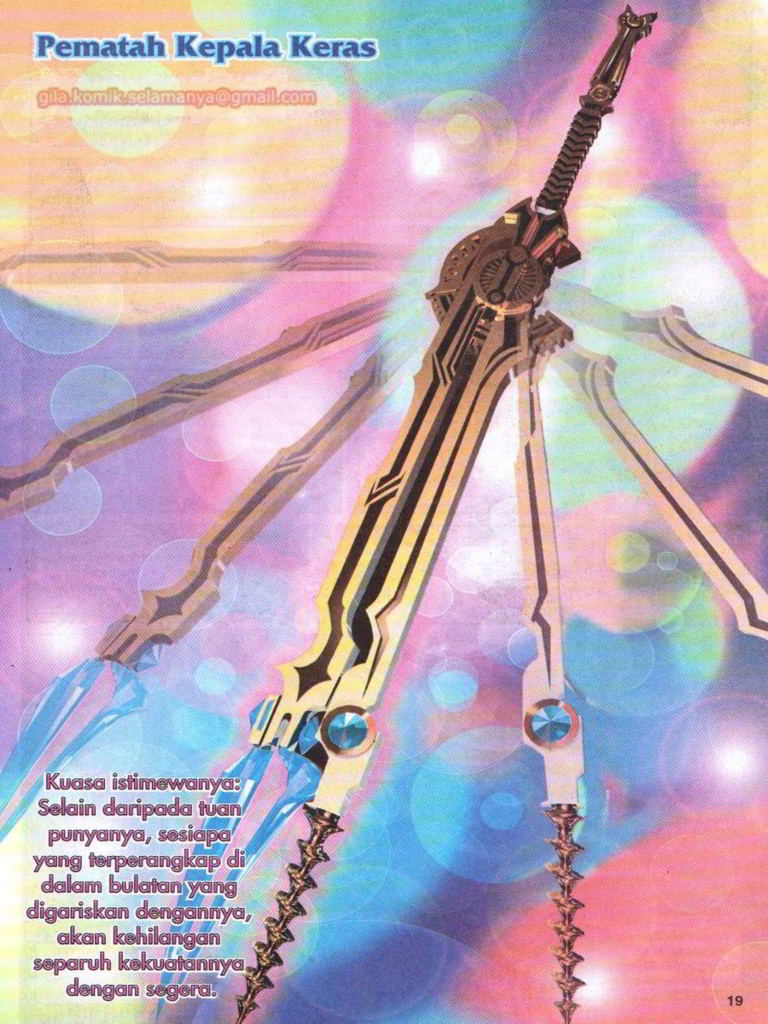 Pematah Kepala Keras
gila.komik.selamanya@gmail.com
Kuasa istimewanya:
Selain daripada tuan
punyanya, sesiapa
yang terperangkap di
dalam bulatan yang
digariskan dengannya,
akan kehilangan
separuh kekuatannya
dengan segera.
19